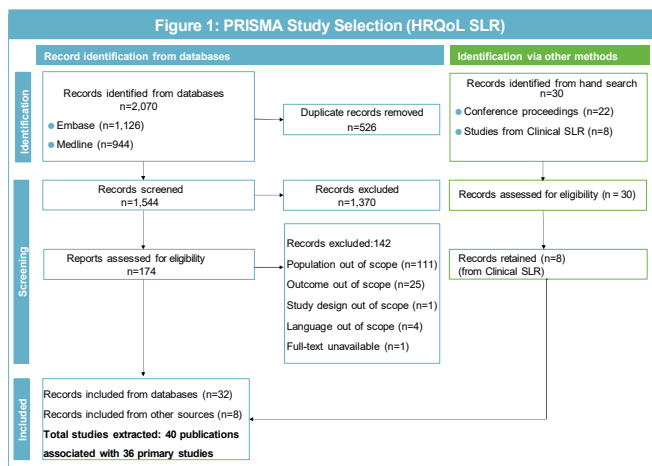 Figure 1: PRISMA Study Selection (HRQoL SLR)
Record identification from databases
Identification via other methods
Identification
Records identified from databases
n=2,070
Embase (n=1,126)
Medline (n=944)
Duplicate records removed
n=526
Records identified from hand search
n=30
Conference proceedings (n=22)
Studies from Clinical SLR (n=8)
Screening
Records screened
n=1,544
Records excluded
n=1,370
Records assessed for eligibility (n = 30)
Reports assessed for eligibility
n=174
Records excluded:142
Population out of scope (n=111)
Outcome out of scope (n=25)
Study design out of scope (n=1)
Language out of scope (n=4)
Full-text unavailable (n=1)
Records retained (n=8)
(from Clinical SLR)
Included
Records included from databases (n=32)
Records included from other sources (n=8)
Total studies extracted: 40 publications
associated with 36 primary studies